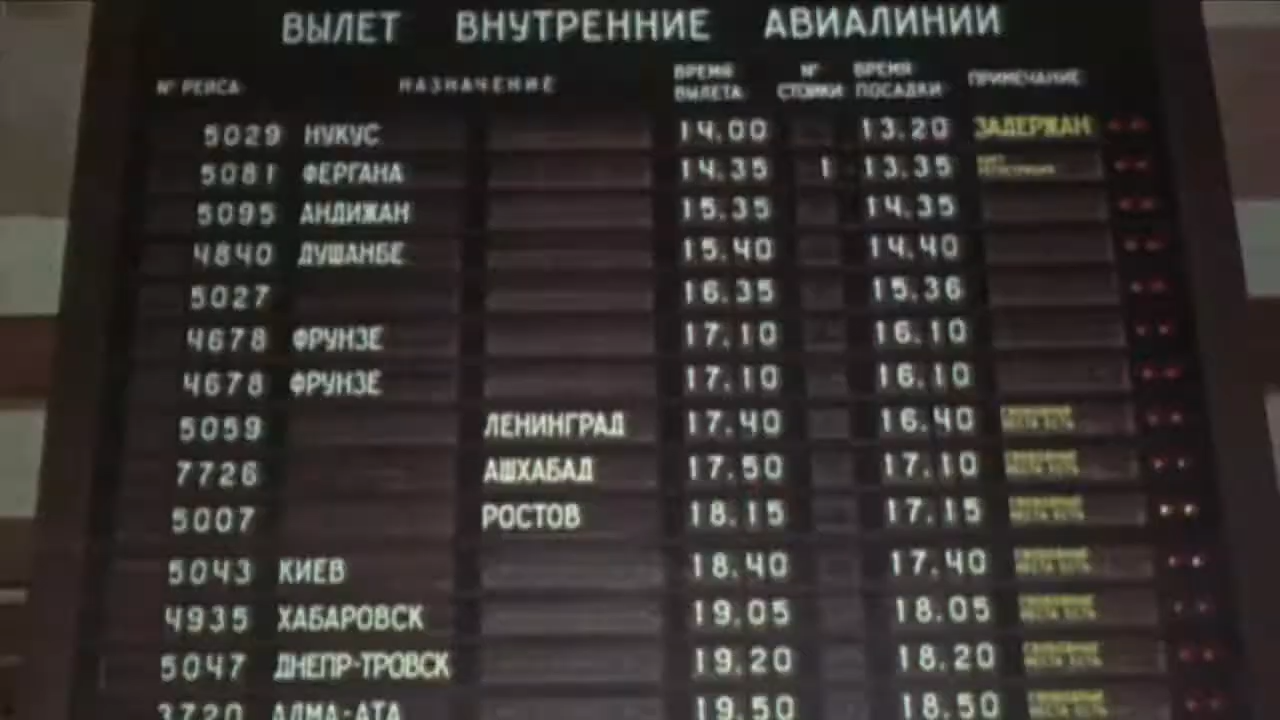 ВЫЛЕТ ВНУТРЕННИЕ АВИАЛИНИИ
№ РЕЙСА НАЗНАЧЕНИЕ ВРЕМЯ ВЫЛЕТА № СТОЙКИ ВРЕМЯ ПОСАДКИ ПРИМЕЧАНИЕ
5029 НУКУС 14.00 13.20 ЗАДЕРЖАН
5081 ФЕРГАНА 14.35 1 13.35
5095 АНДИЖАН 15.35 14.35
4840 ДУШАНБЕ 15.40 14.40
5027 16.35 15.36
4678 ФРУНЗЕ 17.10 16.10
4678 ФРУНЗЕ 17.10 16.10
5059 ЛЕНИНГРАД 17.40 16.40
7726 АШХАБАД 17.50 17.10
5007 РОСТОВ 18.15 17.15
5043 КИЕВ 18.40 17.40
4935 ХАБАРОВСК 19.05 18.05
5047 ДНЕПР-ТРОВСК 19.20 18.20
3720 АЛМА-АТА 19.50 18.50